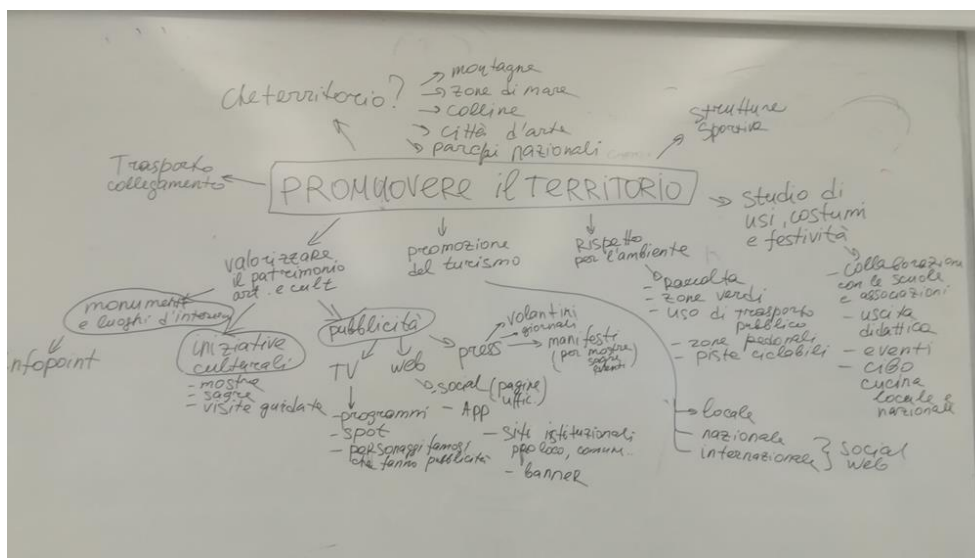 che territorio?
→ montagne
→ zone di mare
→ colline
→ città d'arte
→ parchi nazionali
strutture
sportive
Trasporto
collegamento
PROMUOVERE il TERRITORIO
→ studio di
usi, costumi
e festività
valorizzare
il patrimonio
art. e cult
promozione
del turismo
Rispetto
per l'ambiente
- raccolta
- zone verdi
- uso di trasporto
pubblico
- zone pedonali
- piste ciclabili
- collaborazione
con le scuole
e associazioni
- uscita
didattica
- eventi
- cibo
cucina
locale e
nazionale
monumenti
e luoghi d'interesse
infopoint
iniziative
culturali
- mostre
- sagre
- visite guidate
pubblicità
TV
web
press
volantini
giornali
manifesti
(per mostre
sagre
eventi)
- programmi
- spot
- personaggi famosi
che fanno pubblicità
social (pagine
uffic.)
- App
- siti istituzionali
pro loco, comuni..
- banner
→ locale
- nazionale
- internazionale } social
web